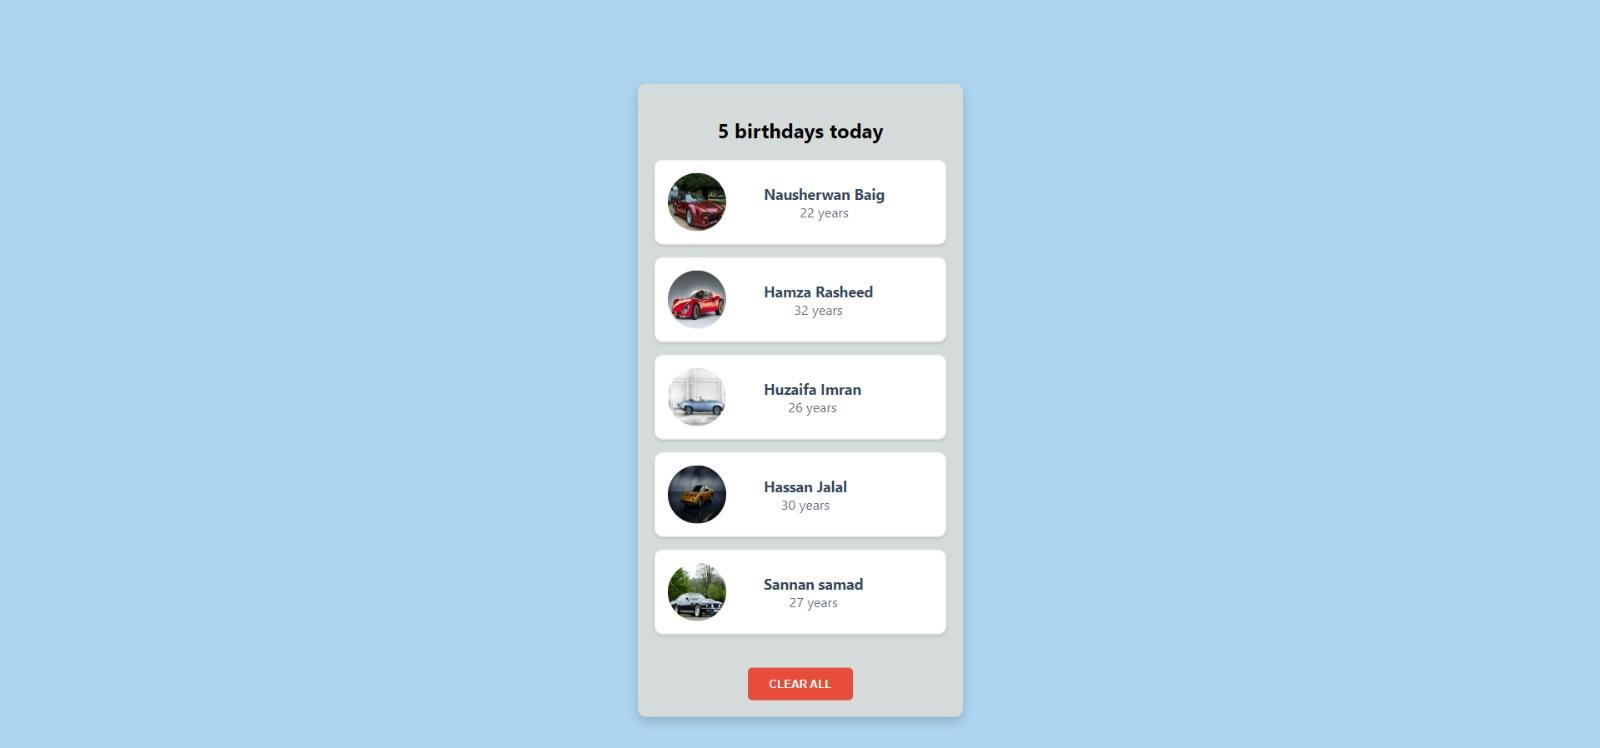 5 birthdays today
Nausherwan Baig
22 years
Hamza Rasheed
32 years
Huzaifa Imran
26 years
Hassan Jalal
30 years
Sannan samad
27 years
CLEAR ALL